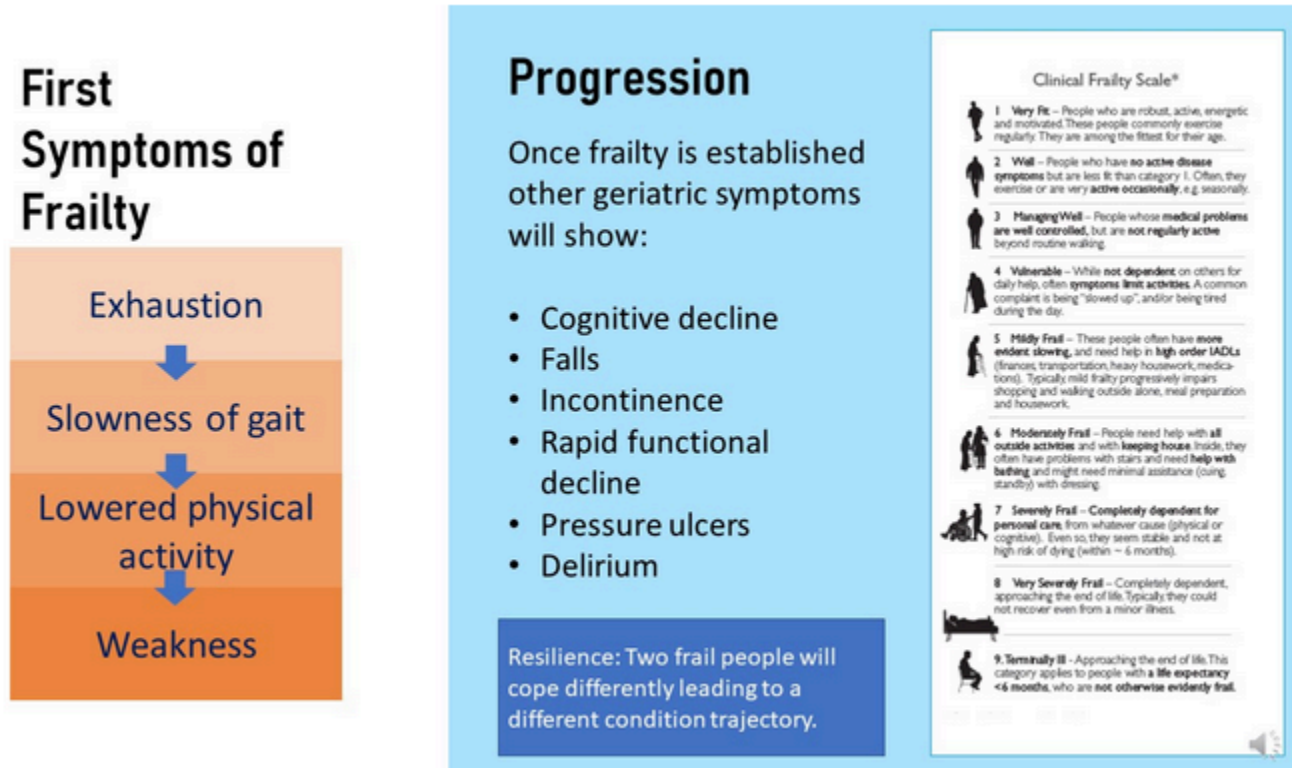 First
Symptoms of
Frailty
Exhaustion
Slowness of gait
Lowered physical
activity
Weakness
Progression
Once frailty is established
other geriatric symptoms
will show:
• Cognitive decline
• Falls
• Incontinence
• Rapid functional
decline
• Pressure ulcers
• Delirium
Resilience: Two frail people will
cope differently leading to a
different condition trajectory.
Clinical Frailty Scale*
1 Very Fit – People who are robust, active, energetic
and motivated. These people commonly exercise
regularly. They are among the fittest for their age.
2 Well – People who have no active disease
symptoms but are less fit than category 1. Often, they
exercise or are very active occasionally, e.g. seasonally.
3 Managing Well – People whose medical problems
are well controlled, but are not regularly active
beyond routine walking.
4 Vulnerable – While not dependent on others for
daily help, often symptoms limit activities. A common
complaint is being "slowed up", and/or being tired
during the day.
5 Mildly Frail – These people often have more
evident slowing, and need help in high order IADLs
(finances, transportation, heavy housework, medica-
tions). Typically, mild frailty progressively impairs
shopping and walking outside alone, meal preparation
and housework.
6 Moderately Frail – People need help with all
outside activities and with keeping house. Inside, they
often have problems with stairs and need help with
bathing and might need minimal assistance (cuing,
standby) with dressing.
7 Severely Frail – Completely dependent for
personal care, from whatever cause (physical or
cognitive). Even so, they seem stable and not at
high risk of dying (within ~ 6 months).
8 Very Severely Frail – Completely dependent,
approaching the end of life. Typically, they could
not recover even from a minor illness.
9. Terminally Ill - Approaching the end of life. This
category applies to people with a life expectancy
<6 months, who are not otherwise evidently frail.